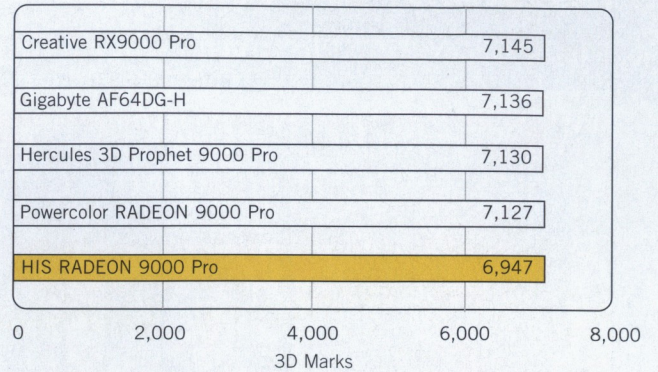 Creative RX9000 Pro 7,145
Gigabyte AF64DG-H 7,136
Hercules 3D Prophet 9000 Pro 7,130
Powercolor RADEON 9000 Pro 7,127
HIS RADEON 9000 Pro 6,947
0 2,000 4,000 6,000 8,000
3D Marks